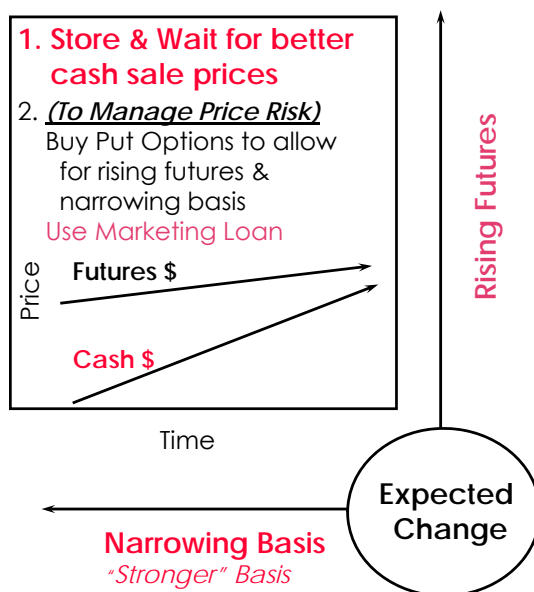 1. Store & Wait for better
cash sale prices
2. (To Manage Price Risk)
Buy Put Options to allow
for rising futures &
narrowing basis
Use Marketing Loan
Futures $
Price
Cash $
Time
Rising Futures
Expected
Change
Narrowing Basis
"Stronger" Basis